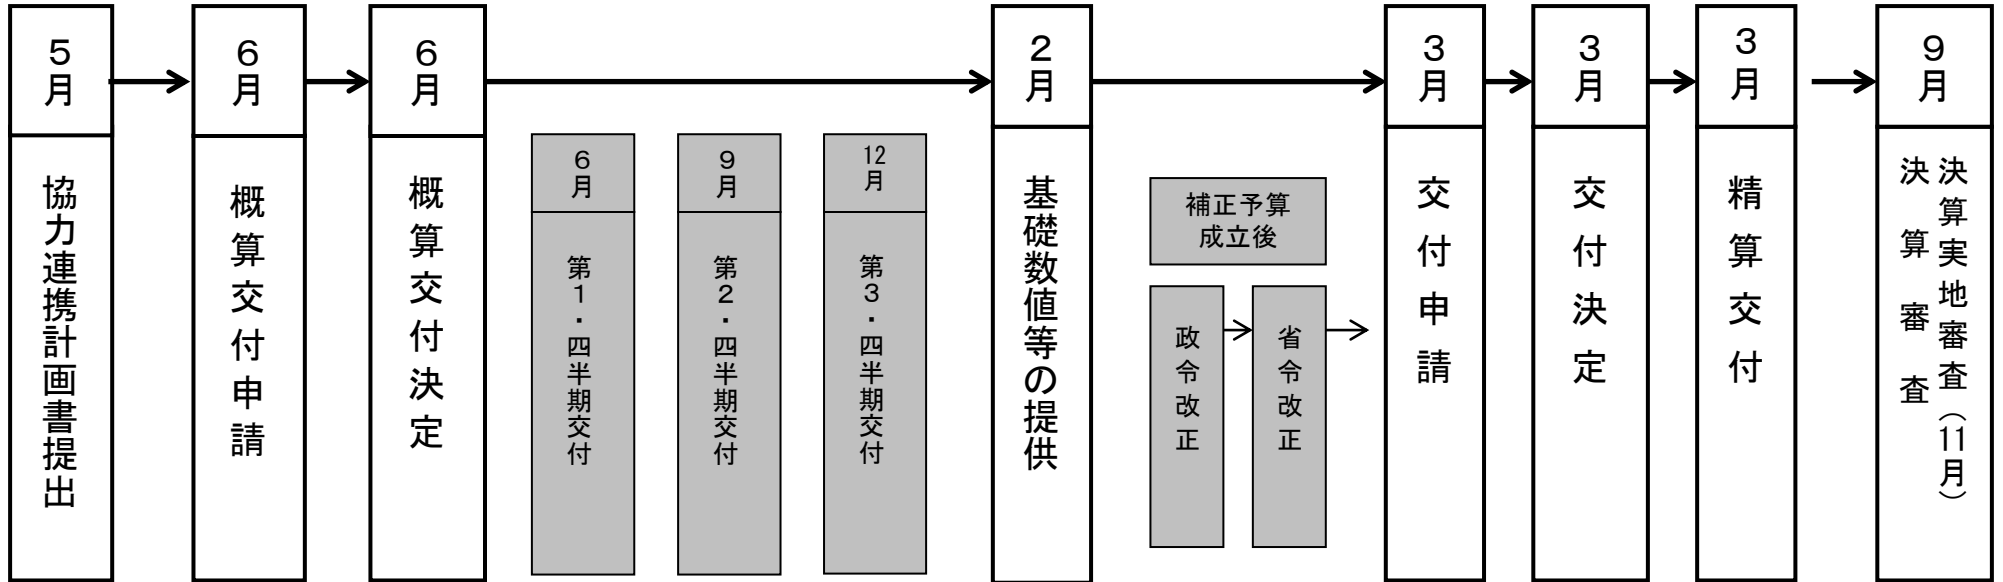 5月
協力連携計画書提出
6月
概算交付申請
6月
概算交付決定
6月
第1・四半期交付
9月
第2・四半期交付
12月
第3・四半期交付
2月
基礎数値等の提供
補正予算
成立後
政令改正
省令改正
3月
交付申請
3月
交付決定
3月
精算交付
9月
決算実地審査(11月)
決算審査